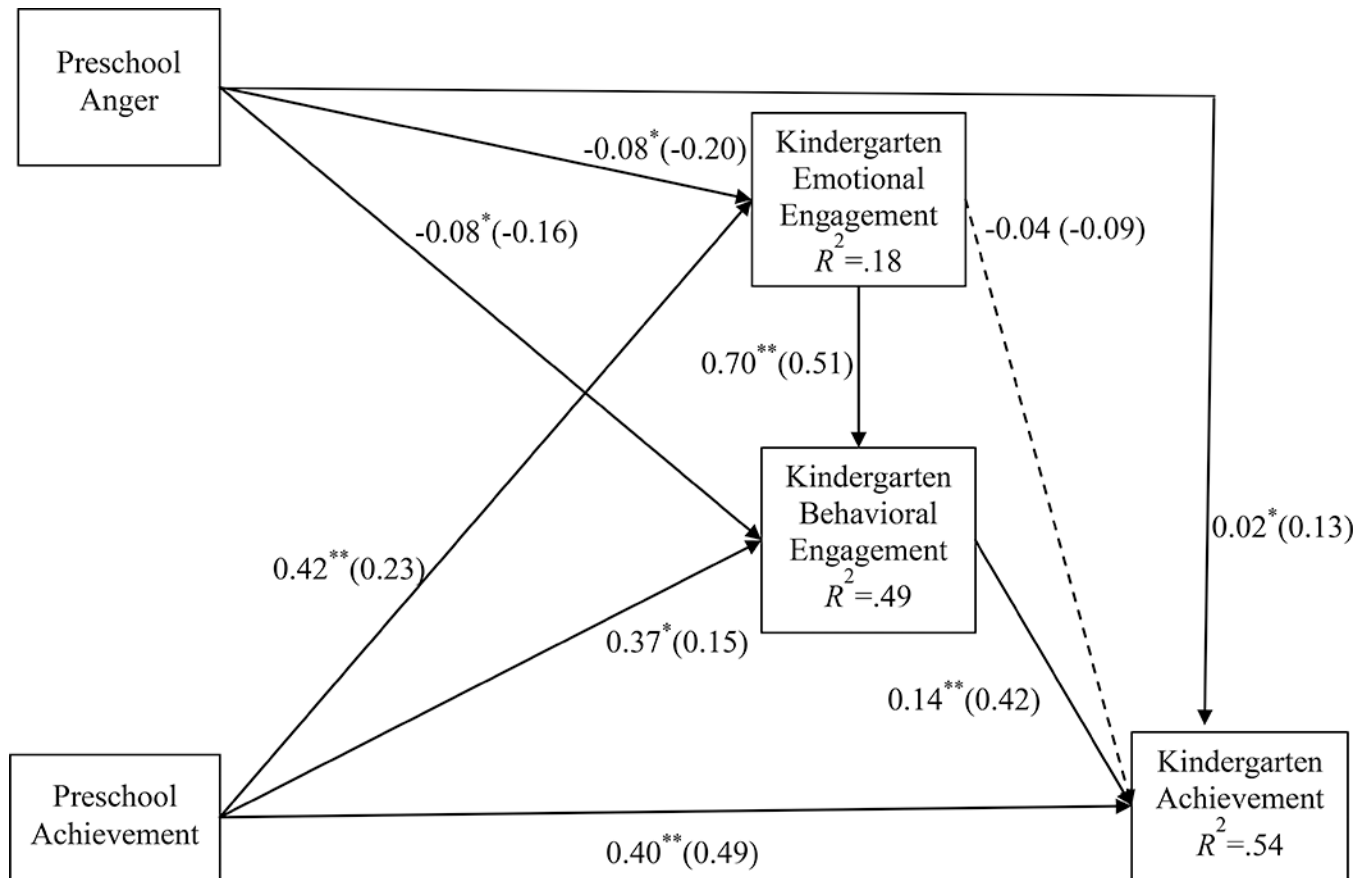 Preschool
Anger
Kindergarten
Emotional
Engagement
R²=.18
-0.08*(-0.20)
-0.08*(-0.16)
-0.04 (-0.09)
0.70**(0.51)
Kindergarten
Behavioral
Engagement
R²=.49
0.02*(0.13)
0.42**(0.23)
0.37*(0.15)
0.14**(0.42)
Preschool
Achievement
Kindergarten
Achievement
R²=.54
0.40**(0.49)